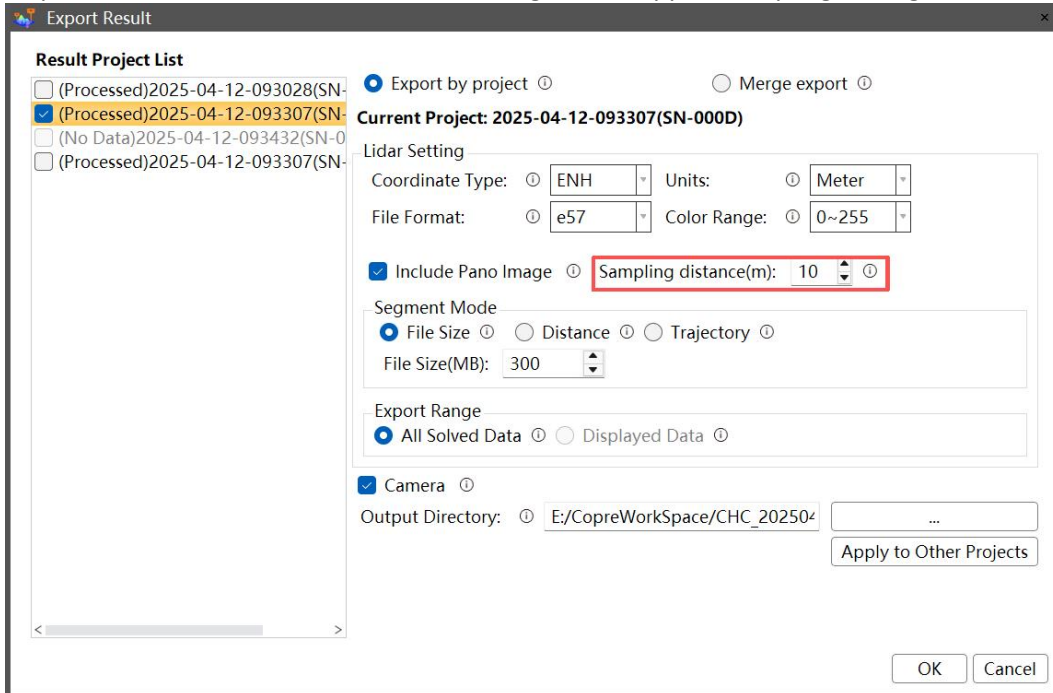 Export Result
×
Result Project List
(Processed)2025-04-12-093028(SN-
(Processed)2025-04-12-093307(SN-
(No Data)2025-04-12-093432(SN-0
(Processed)2025-04-12-093307(SN-
Export by project Merge export
Current Project: 2025-04-12-093307(SN-000D)
Lidar Setting
Coordinate Type: ENH Units: Meter
File Format: e57 Color Range: 0~255
Include Pano Image Sampling distance(m): 10
Segment Mode
File Size Distance Trajectory
File Size(MB): 300
Export Range
All Solved Data Displayed Data
Camera
Output Directory: E:/CopreWorkSpace/CHC_202504 ...
Apply to Other Projects
OK Cancel